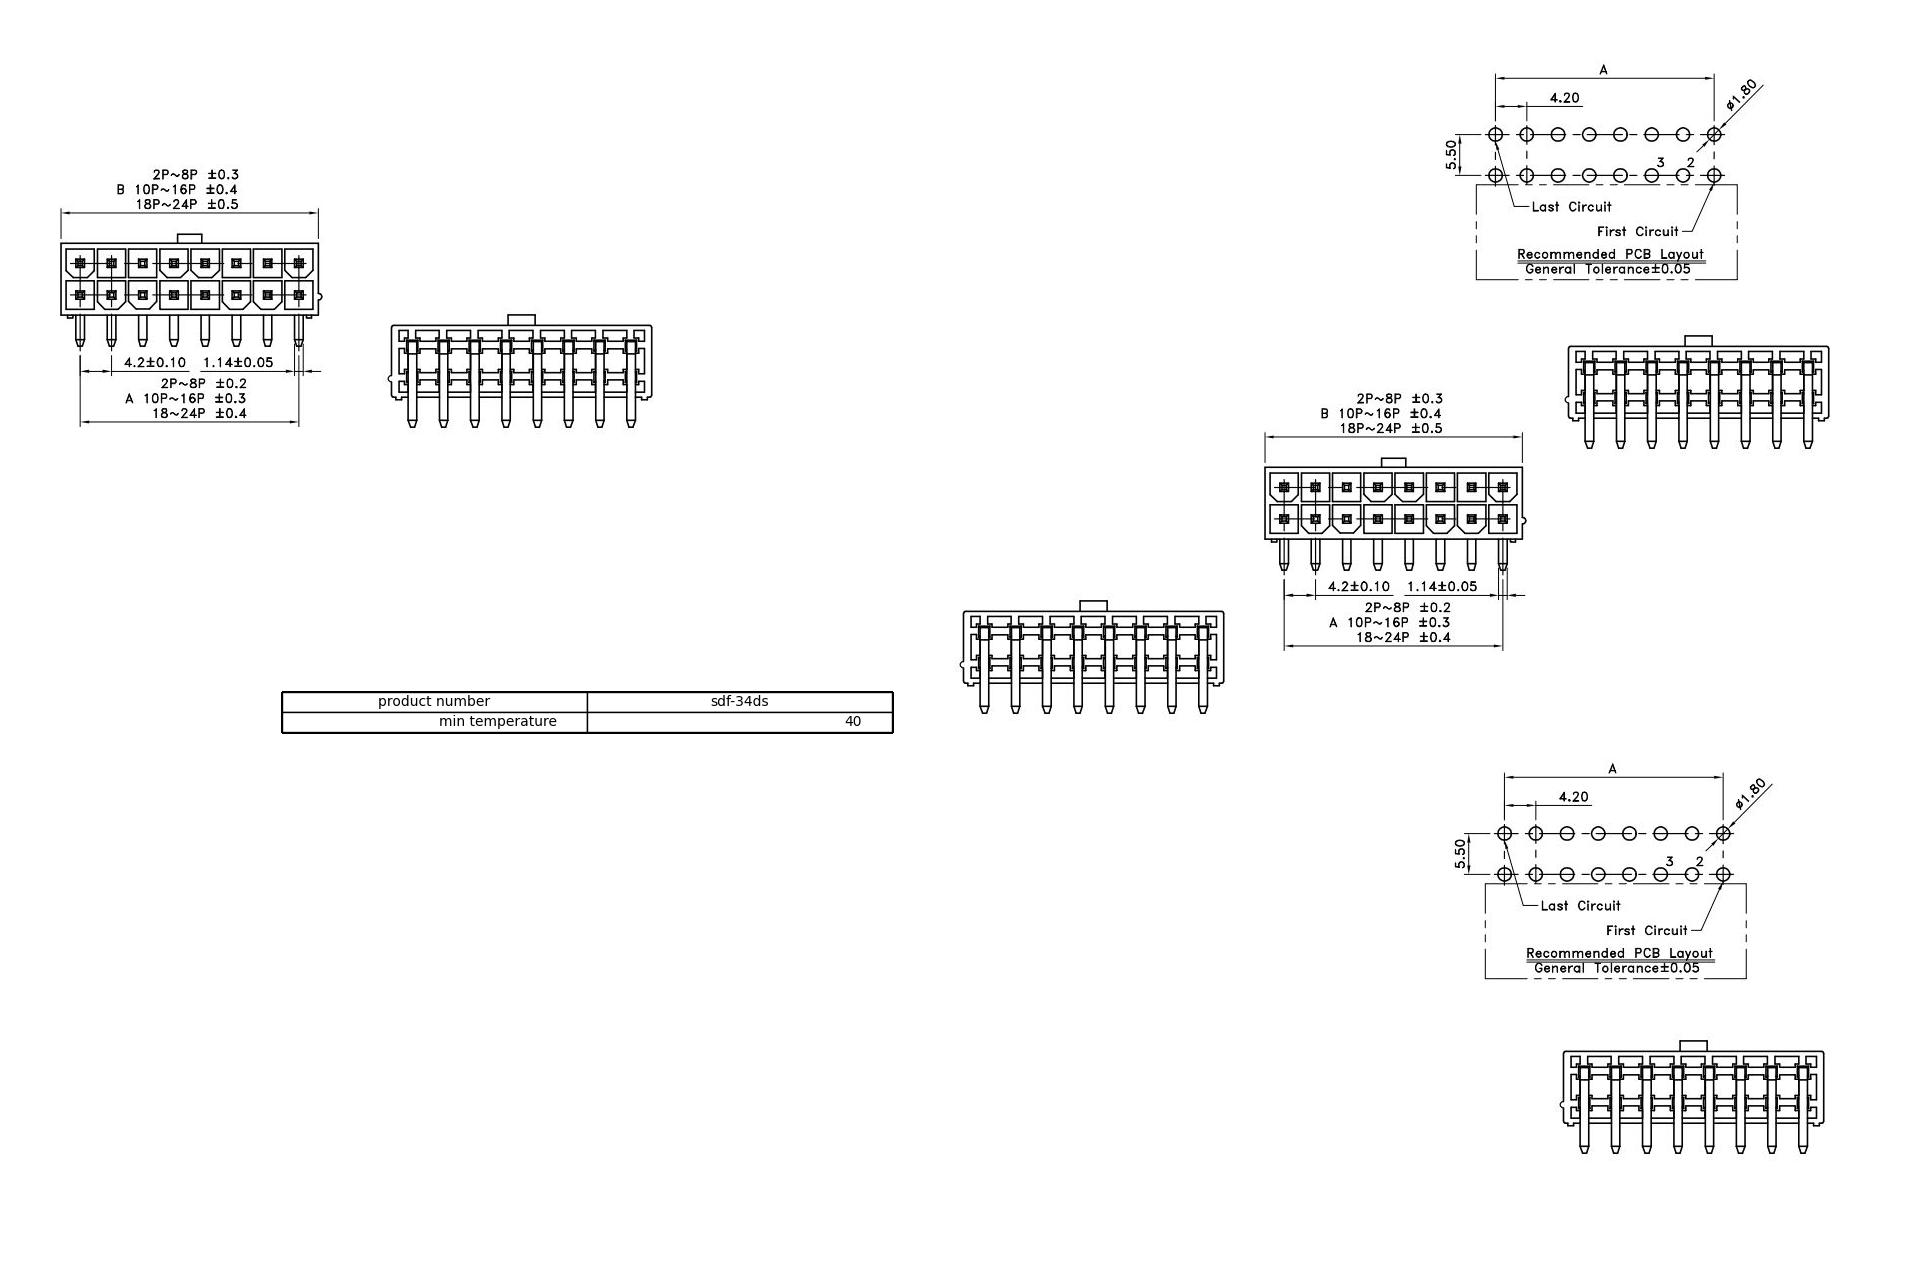 A
4.20
ø1.80
5.50
3 2
Last Circuit
First Circuit
Recommended PCB Layout
General Tolerance±0.05
2P~8P ±0.3
B 10P~16P ±0.4
18P~24P ±0.5
4.2±0.10 1.14±0.05
2P~8P ±0.2
A 10P~16P ±0.3
18~24P ±0.4
2P~8P ±0.3
B 10P~16P ±0.4
18P~24P ±0.5
4.2±0.10 1.14±0.05
2P~8P ±0.2
A 10P~16P ±0.3
18~24P ±0.4
product number sdf-34ds
min temperature 40
A
4.20
ø1.80
5.50
3 2
Last Circuit
First Circuit
Recommended PCB Layout
General Tolerance±0.05